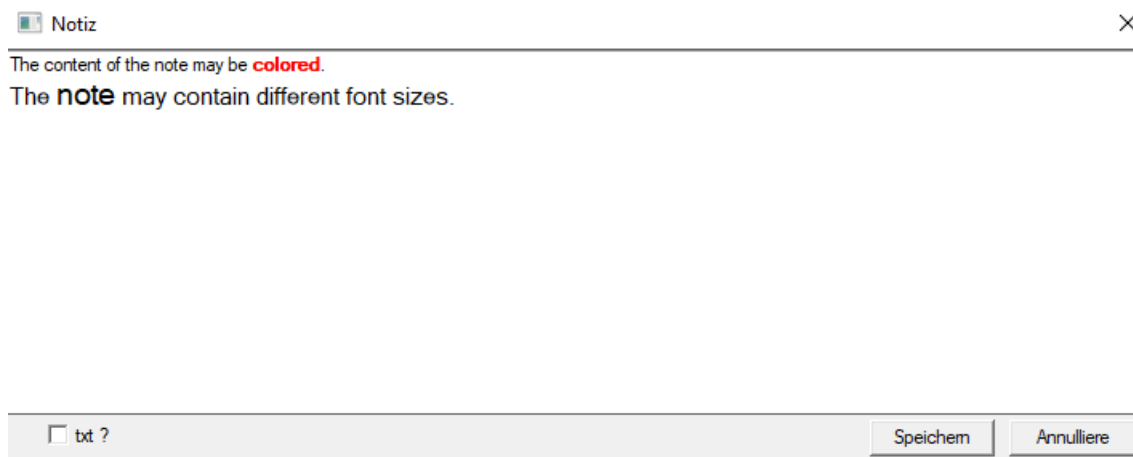 Notiz
The content of the note may be colored.
The note may contain different font sizes.
txt ?
Speichern
Annulliere